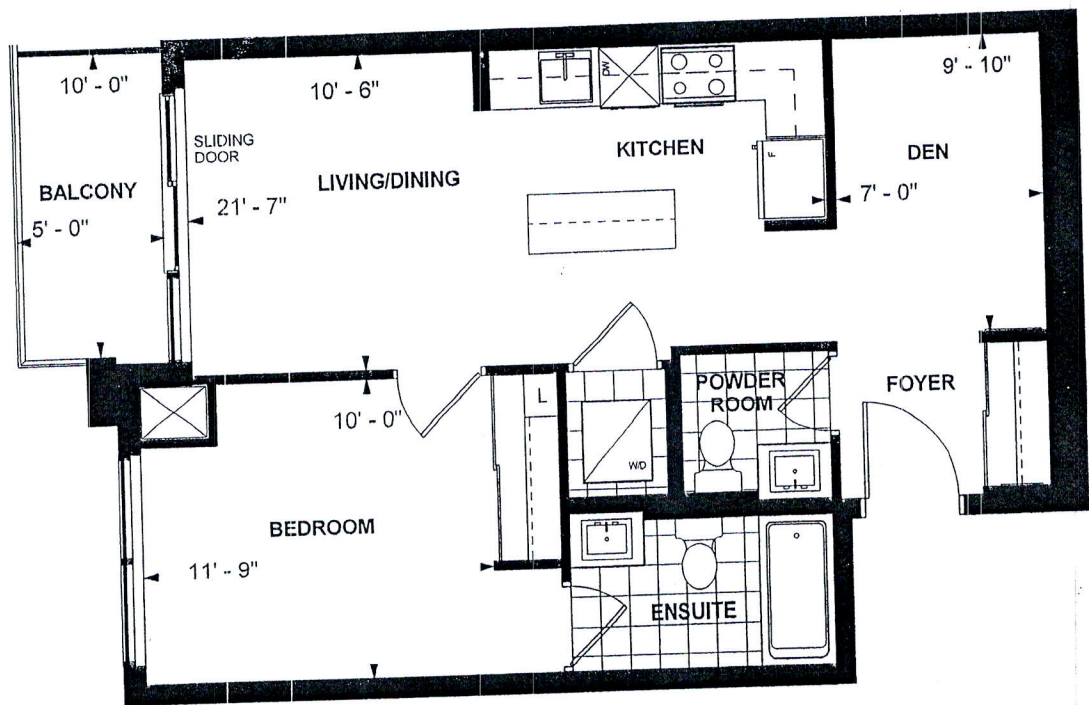 10' - 0"
10' - 6"
DW
9' - 10"
SLIDING
DOOR
KITCHEN
F
DEN
BALCONY
LIVING/DINING
5' - 0"
21' - 7"
7' - 0"
POWDER
ROOM
FOYER
L
10' - 0"
W/D
BEDROOM
11' - 9"
ENSUITE